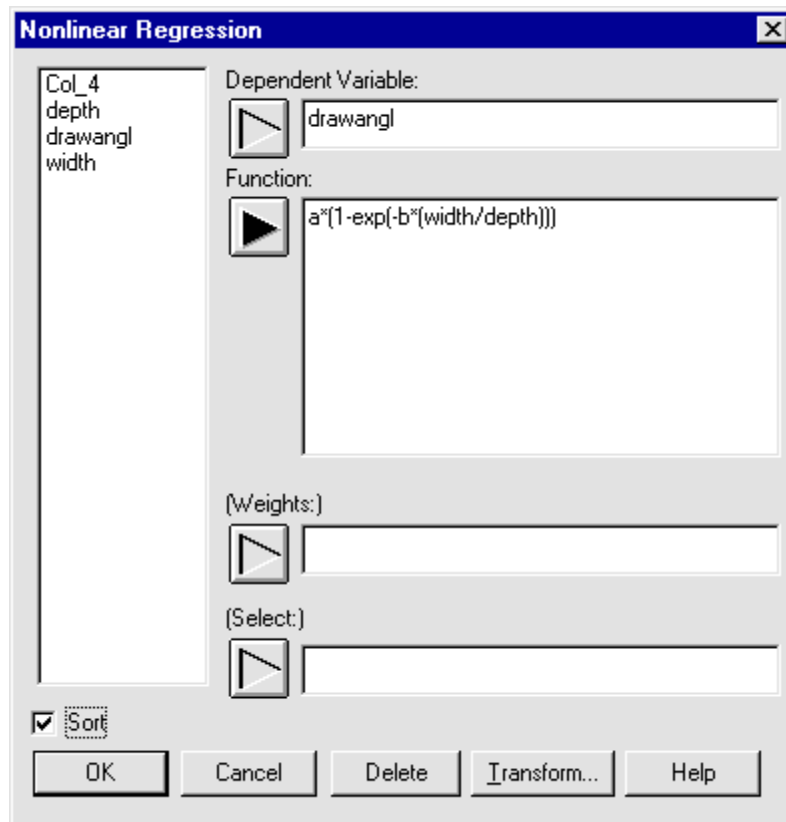 Nonlinear Regression
Col_4
depth
drawangl
width
Dependent Variable:
drawangl
Function:
a*(1-exp(-b*(width/depth)))
(Weights:)
(Select:)
Sort
OK
Cancel
Delete
Transform...
Help